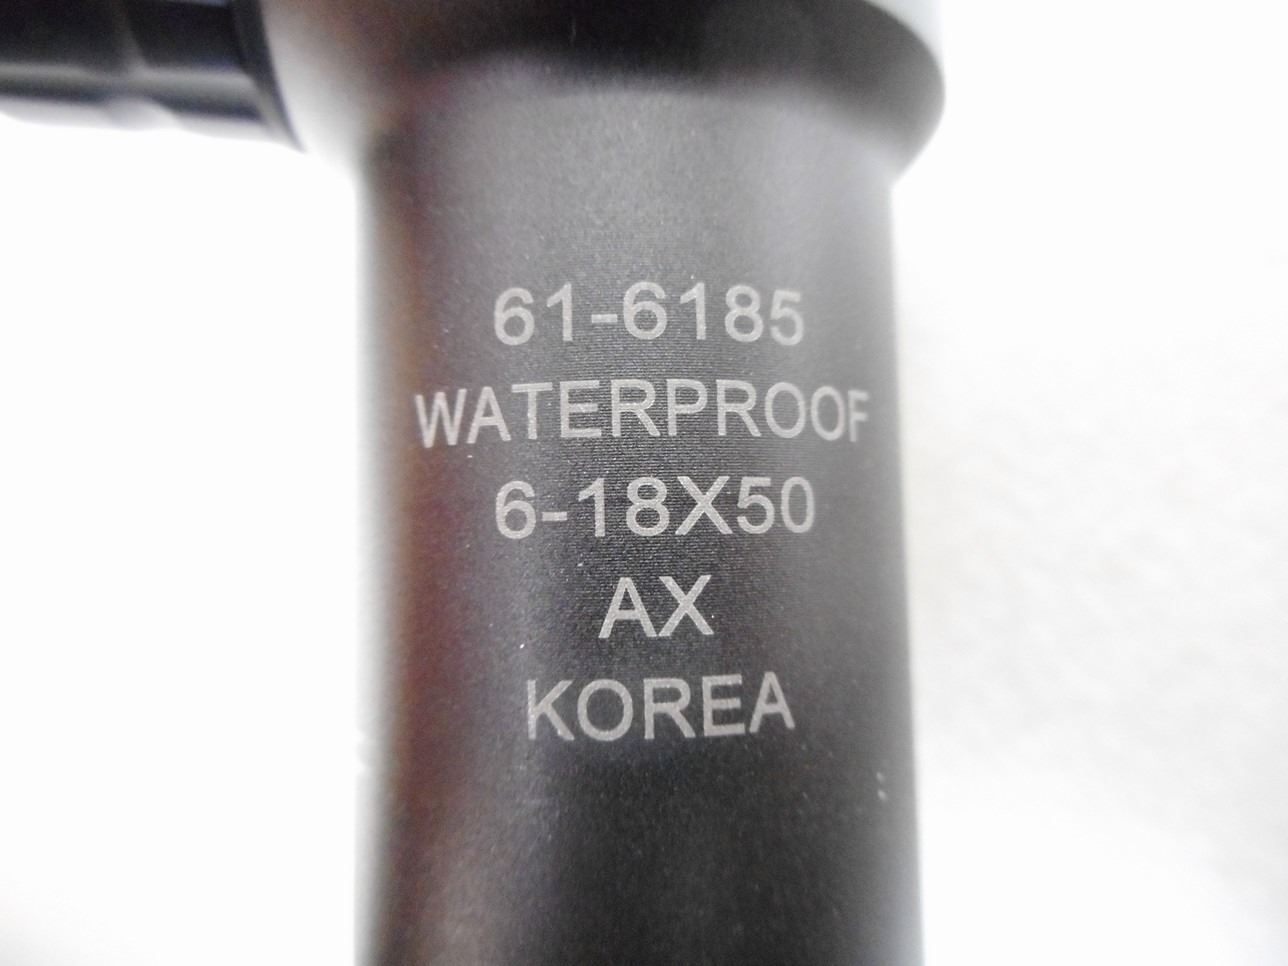 61-6185
WATERPROOF
6-18X50
AX
KOREA